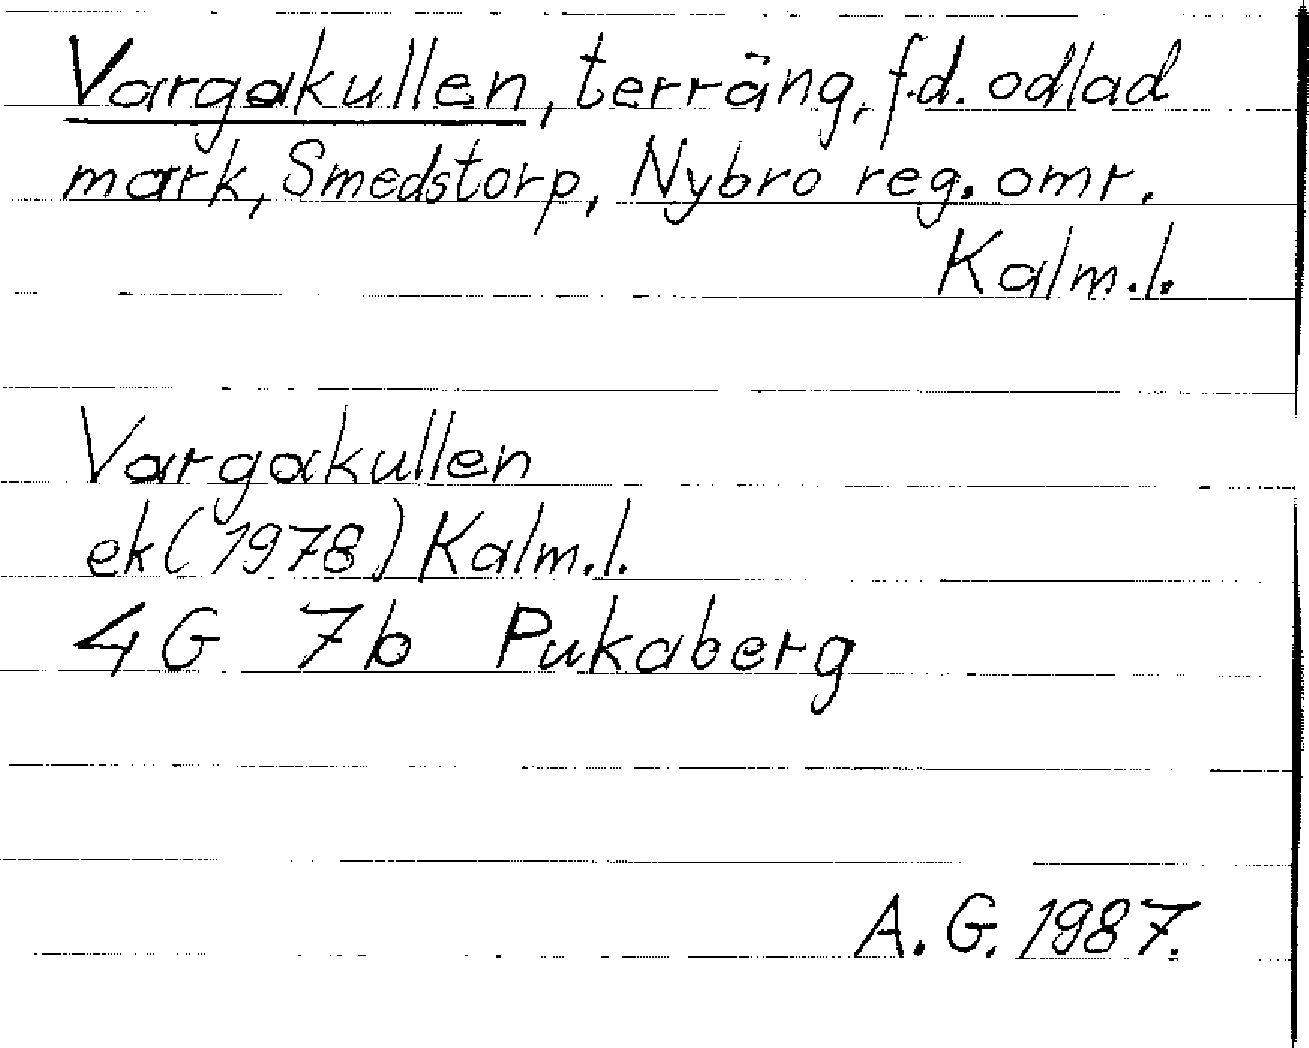 Vargakullen, terräng, f.d. odlad
mark, Smedstorp, Nybro reg. omr.
Kalm.l.
Vargakullen
ek (1978) Kalm.l.
4G 7b Pukaberg
A. G. 1987.